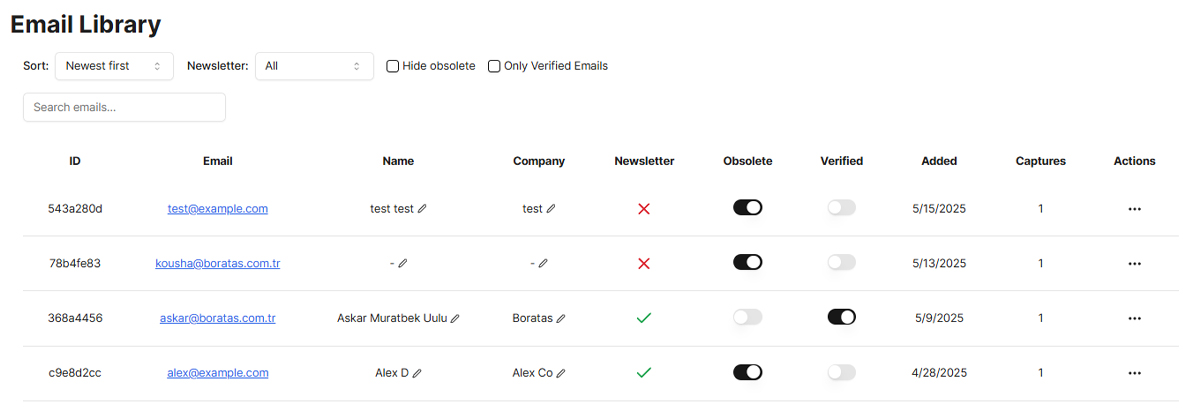 Email Library
Sort: Newest first Newsletter: All Hide obsolete Only Verified Emails
Search emails...
ID Email Name Company Newsletter Obsolete Verified Added Captures Actions
543a280d test@example.com test test test 5/15/2025 1 ...
78b4fe83 kousha@boratas.com.tr - - 5/13/2025 1 ...
368a4456 askar@boratas.com.tr Askar Muratbek Uulu Boratas 5/9/2025 1 ...
c9e8d2cc alex@example.com Alex D Alex Co 4/28/2025 1 ...